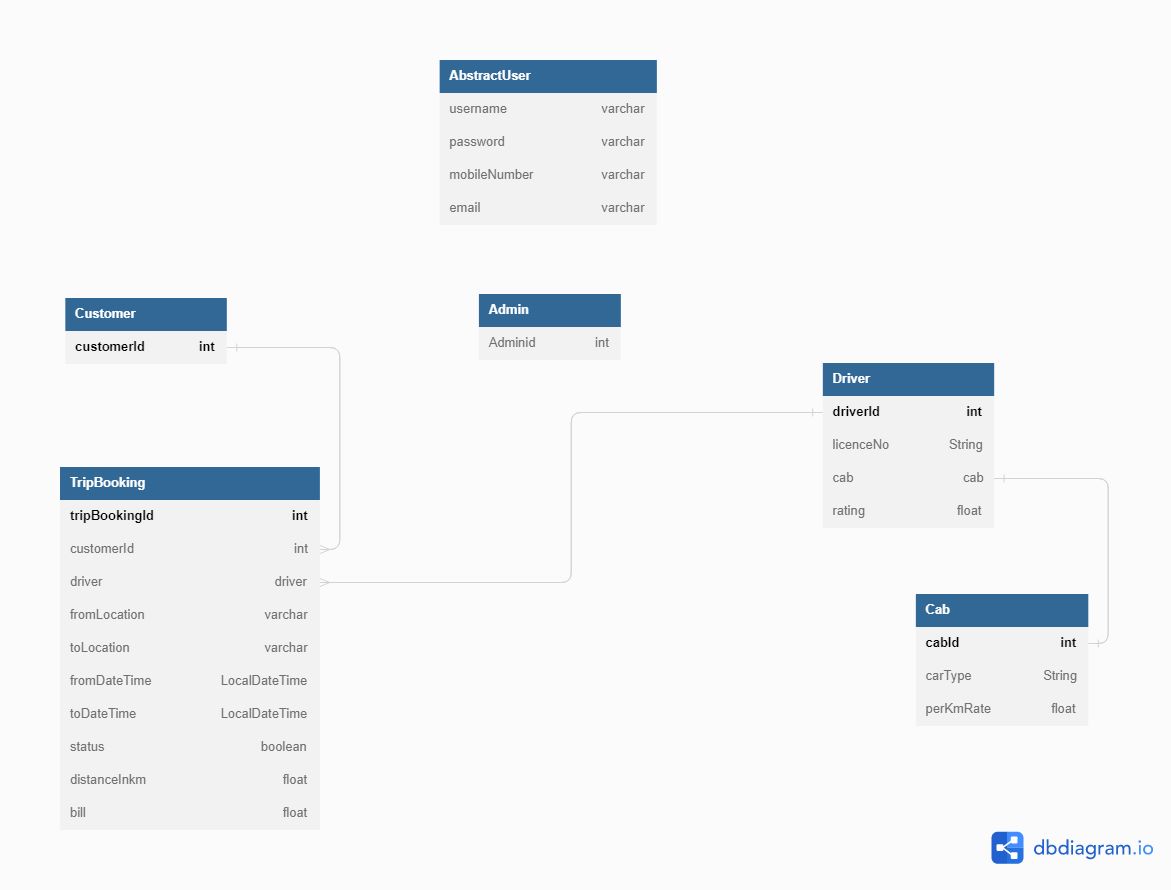 AbstractUser
username varchar
password varchar
mobileNumber varchar
email varchar
Customer
customerId int
Admin
Adminid int
Driver
driverId int
licenceNo String
cab cab
rating float
TripBooking
tripBookingId int
customerId int
driver driver
fromLocation varchar
toLocation varchar
fromDateTime LocalDateTime
toDateTime LocalDateTime
status boolean
distanceInkm float
bill float
Cab
cabId int
carType String
perKmRate float
dbdiagram.io